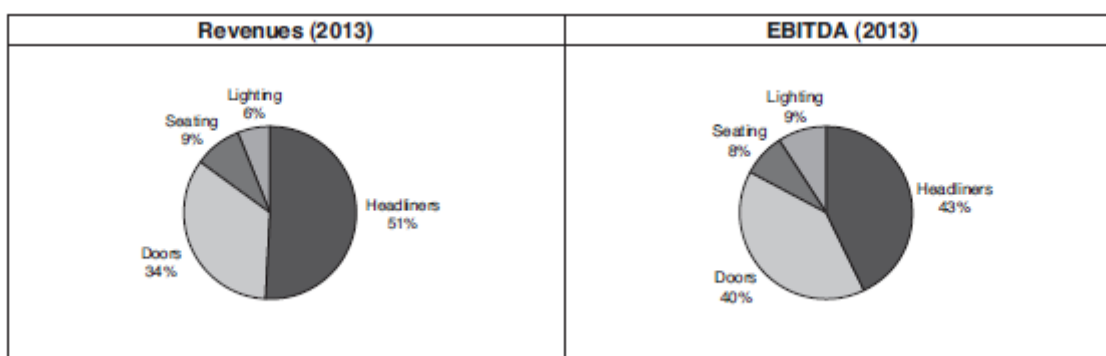 Revenues (2013)
EBITDA (2013)
Lighting
6%
Seating
9%
Headliners
51%
Doors
34%
Lighting
9%
Seating
8%
Headliners
43%
Doors
40%